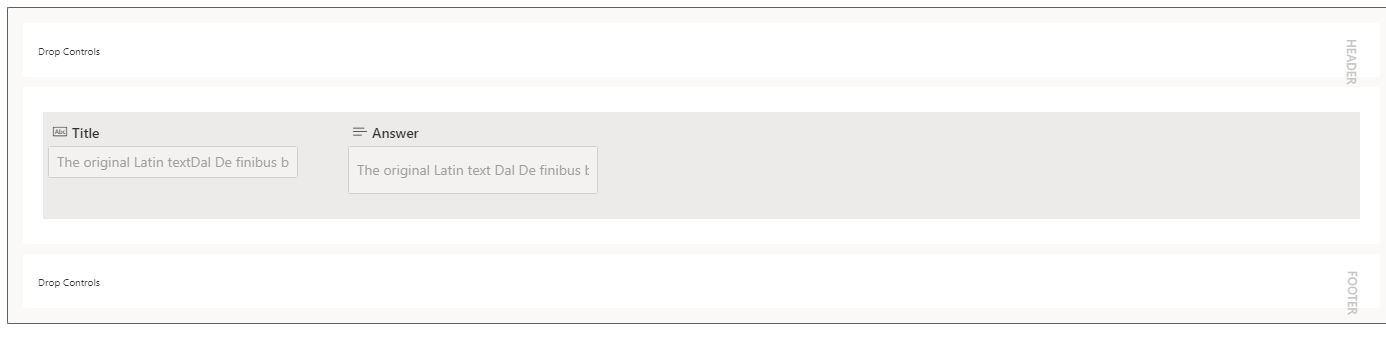 Drop Controls
HEADER
Abc Title
Answer
The original Latin textDal De finibus b
The original Latin text Dal De finibus b
Drop Controls
FOOTER